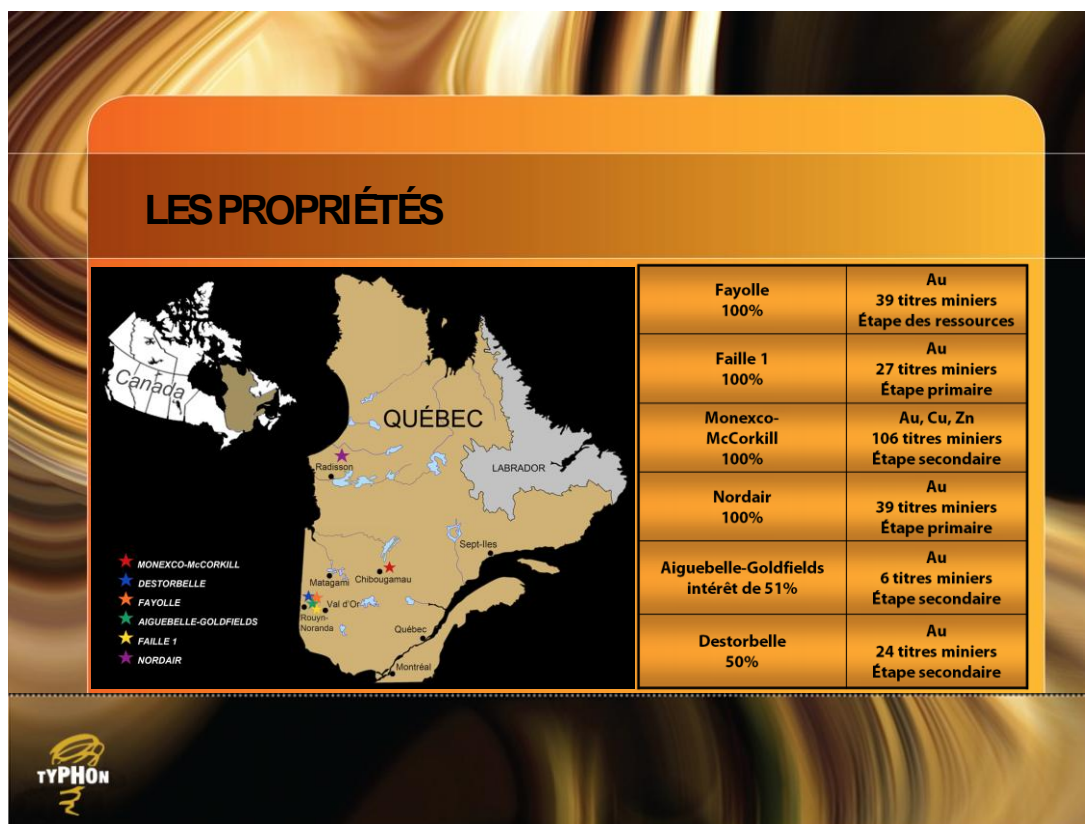 LES PROPRIÉTÉS
Canada
QUÉBEC
Radisson
LABRADOR
Sept-Iles
Matagami
Chibougamau
Val d'Or
Rouyn-
Noranda
Québec
Montréal
MONEXCO-McCORKILL
DESTORBELLE
FAYOLLE
AIGUEBELLE-GOLDFIELDS
FAILLE 1
NORDAIR
Fayolle
100%
Au
39 titres miniers
Étape des ressources
Faille 1
100%
Au
27 titres miniers
Étape primaire
Monexco-
McCorkill
100%
Au, Cu, Zn
106 titres miniers
Étape secondaire
Nordair
100%
Au
39 titres miniers
Étape primaire
Aiguebelle-Goldfields
intérêt de 51%
Au
6 titres miniers
Étape secondaire
Destorbelle
50%
Au
24 titres miniers
Étape secondaire
TYPHON